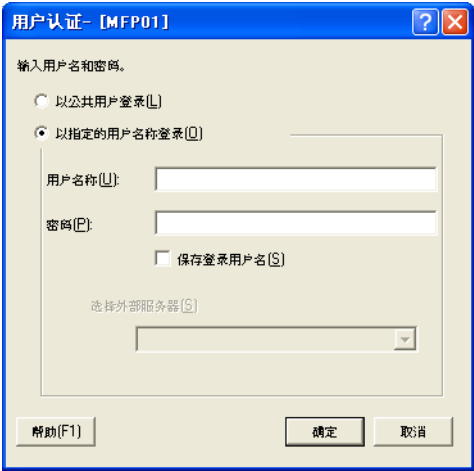 用户认证- [MFP01]
输入用户名和密码。
以公共用户登录(L)
以指定的用户名称登录(O)
用户名称(U):
密码(P):
保存登录用户名(S)
选择外部服务器(S)
帮助(F1)
确定
取消